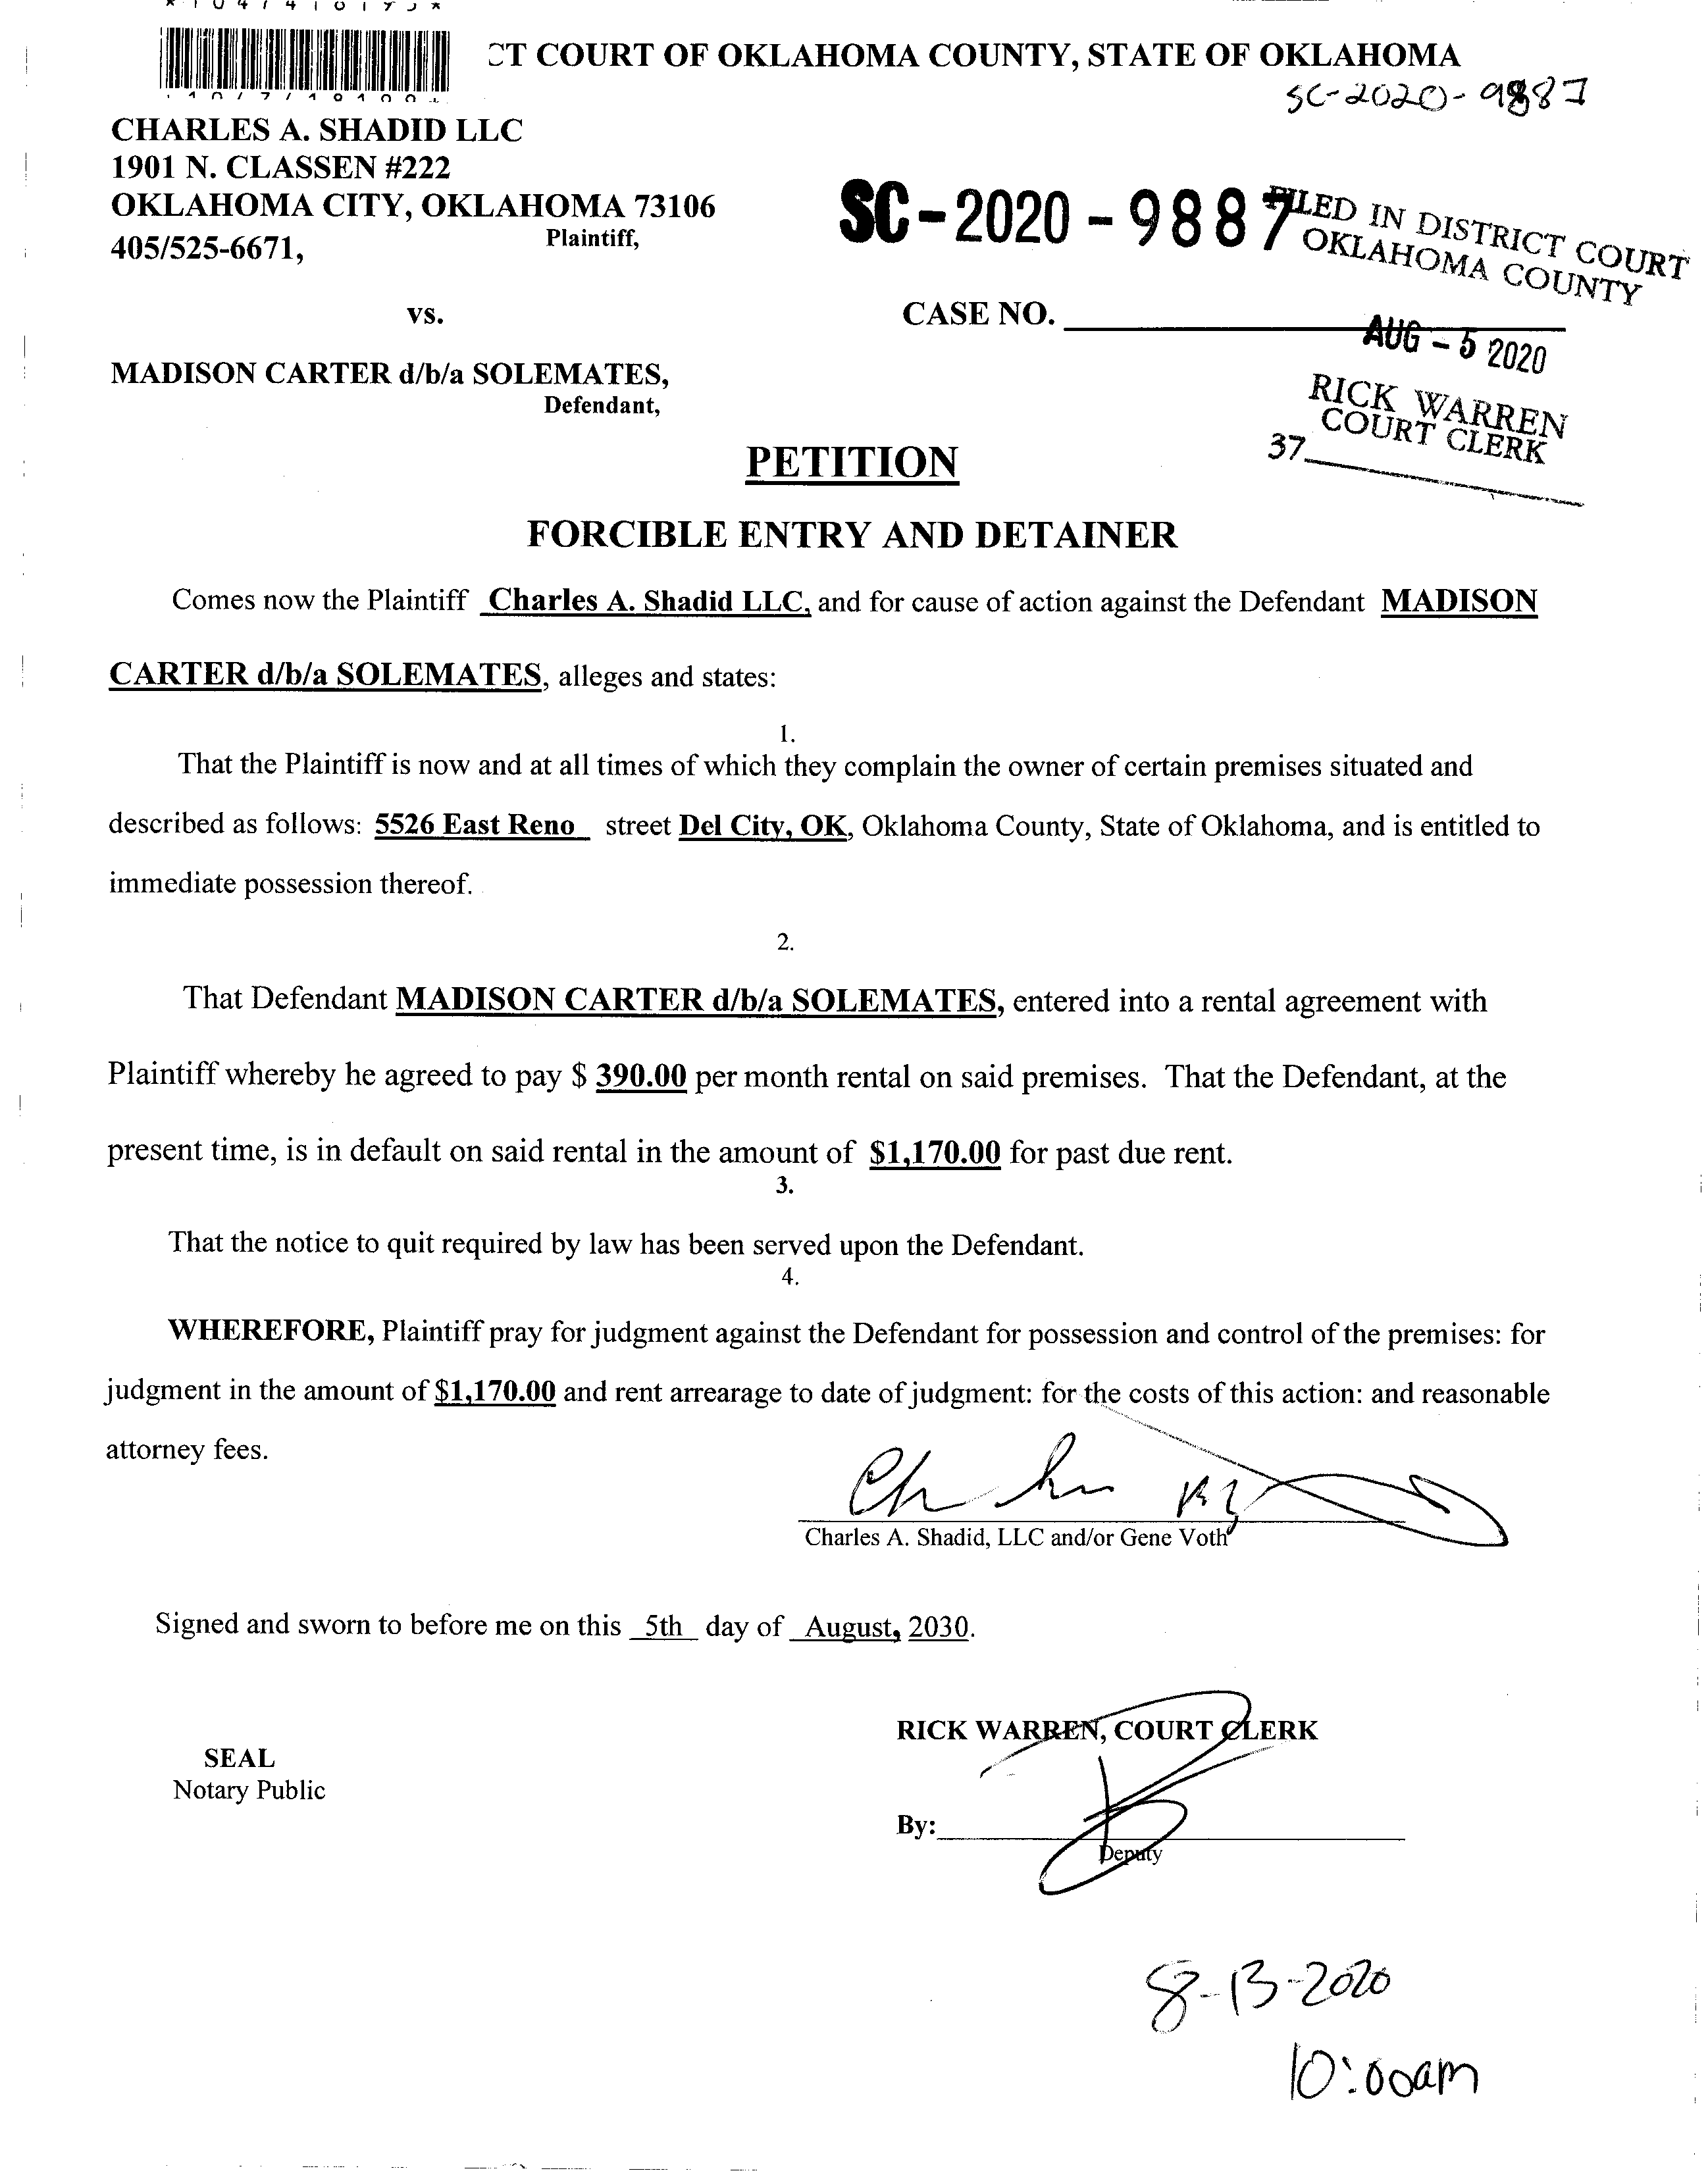 CT COURT OF OKLAHOMA COUNTY, STATE OF OKLAHOMA
SC-2020-9887
CHARLES A. SHADID LLC
1901 N. CLASSEN #222
OKLAHOMA CITY, OKLAHOMA 73106
405/525-6671,
Plaintiff,
SC-2020-9887
FILED IN DISTRICT COURT
OKLAHOMA COUNTY
vs.
CASE NO.
AUG - 5 2020
MADISON CARTER d/b/a SOLEMATES,
Defendant,
RICK WARREN
COURT CLERK
37
PETITION
FORCIBLE ENTRY AND DETAINER
Comes now the Plaintiff Charles A. Shadid LLC, and for cause of action against the Defendant MADISON
CARTER d/b/a SOLEMATES, alleges and states:
1.
That the Plaintiff is now and at all times of which they complain the owner of certain premises situated and
described as follows: 5526 East Reno street Del City, OK, Oklahoma County, State of Oklahoma, and is entitled to
immediate possession thereof.
2.
That Defendant MADISON CARTER d/b/a SOLEMATES, entered into a rental agreement with
Plaintiff whereby he agreed to pay $ 390.00 per month rental on said premises. That the Defendant, at the
present time, is in default on said rental in the amount of $1,170.00 for past due rent.
3.
That the notice to quit required by law has been served upon the Defendant.
4.
WHEREFORE, Plaintiff pray for judgment against the Defendant for possession and control of the premises: for
judgment in the amount of $1,170.00 and rent arrearage to date of judgment: for the costs of this action: and reasonable
attorney fees.
Charles A. Shadid, LLC and/or Gene Voth
Signed and sworn to before me on this 5th day of August, 2030.
RICK WARREN, COURT CLERK
SEAL
Notary Public
By:
Deputy
8-13-2020
10:00am